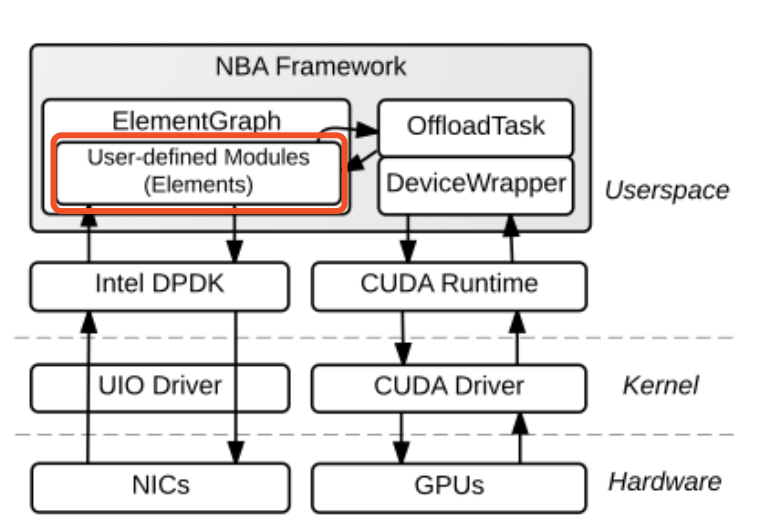 NBA Framework
ElementGraph
User-defined Modules
(Elements)
OffloadTask
DeviceWrapper
Userspace
Intel DPDK
CUDA Runtime
UIO Driver
CUDA Driver
Kernel
NICs
GPUs
Hardware